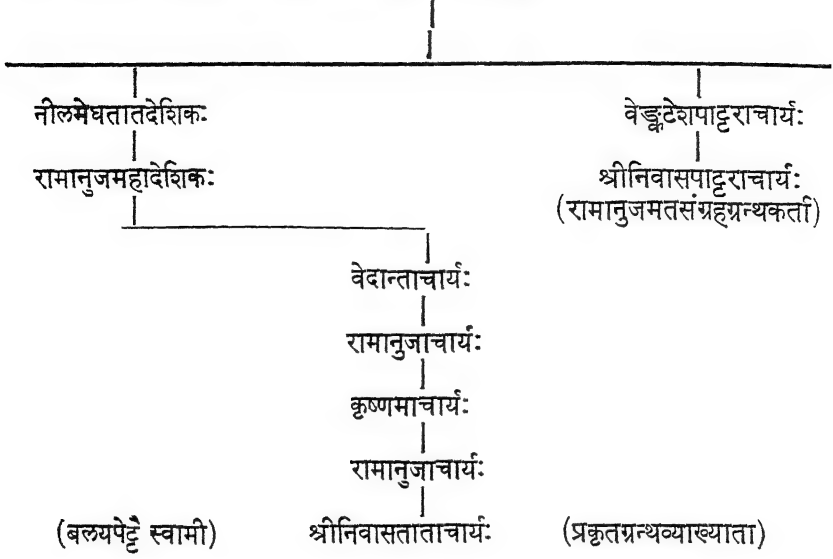 नीलमेघतातदेशिकः वेङ्कटेशपाट्टराचार्यः
रामानुजमहादेशिकः श्रीनिवासपाट्टराचार्यः
(रामानुजमतसंग्रहग्रन्थकर्ता)
वेदान्ताचार्यः
रामानुजाचार्यः
कृष्णमाचार्यः
रामानुजाचार्यः
(बलयपेट्टै स्वामी) श्रीनिवासताताचार्यः (प्रकृतग्रन्थव्याख्याता)